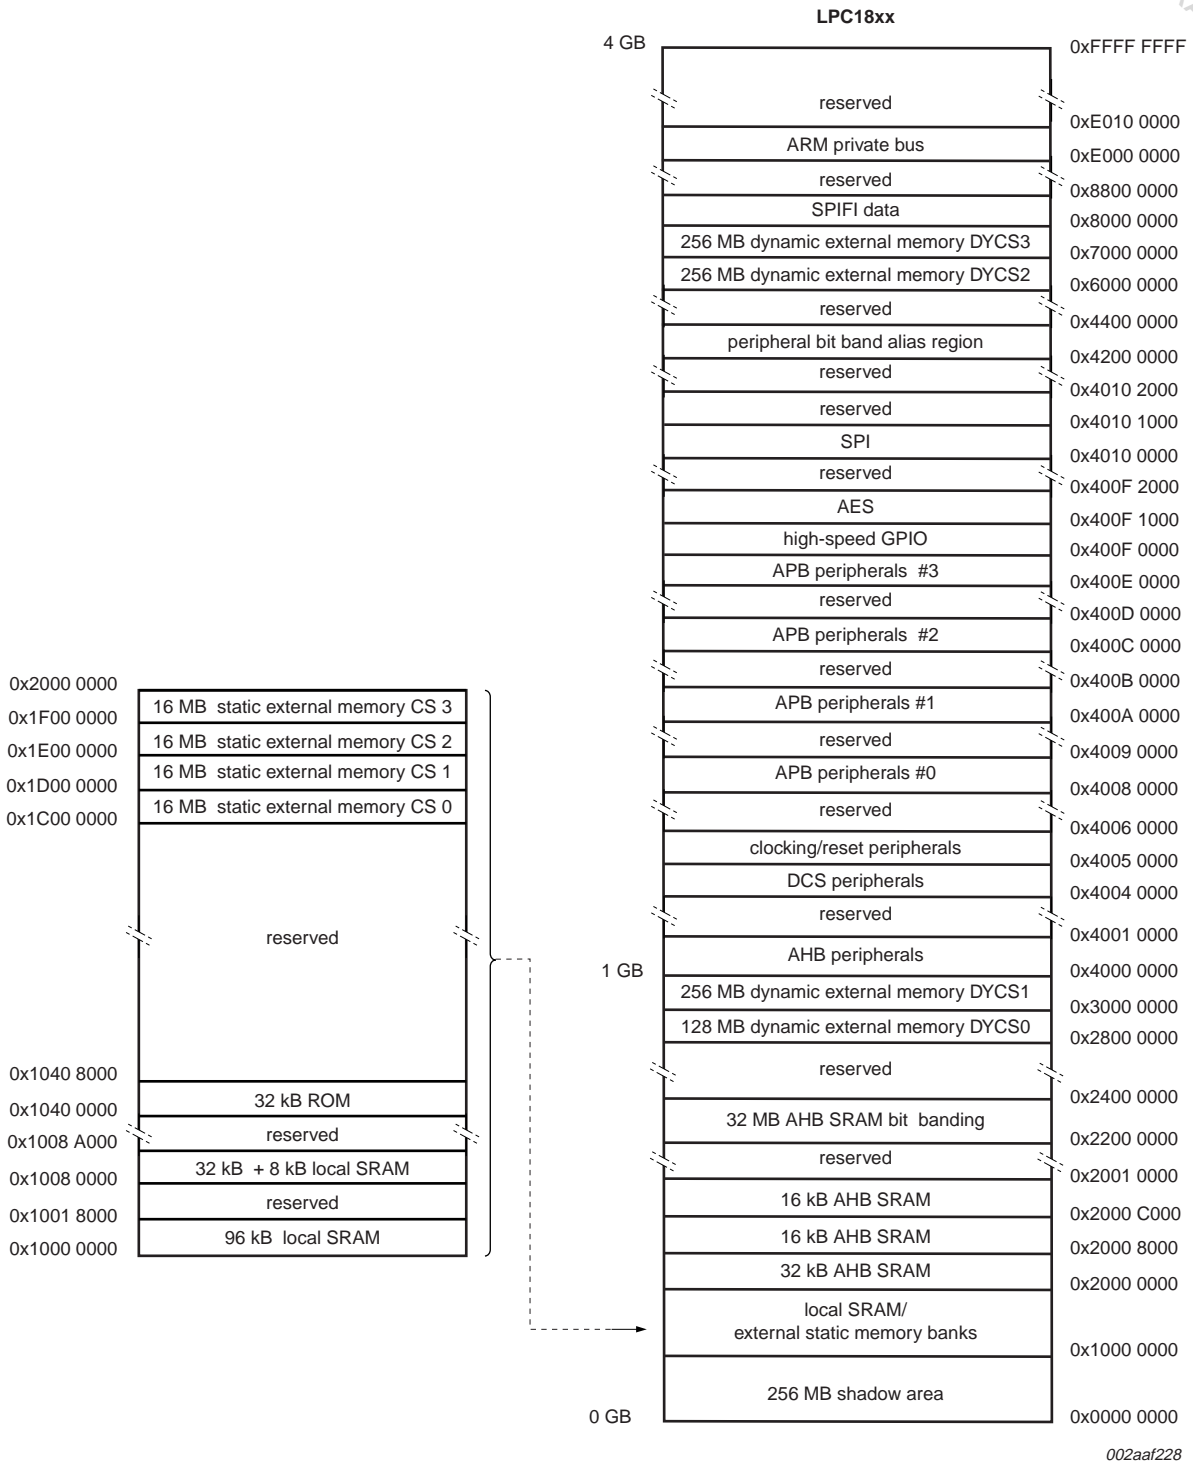 LPC18xx
4 GB
0xFFFF FFFF
reserved
0xE010 0000
ARM private bus
0xE000 0000
reserved
0x8800 0000
SPIFI data
0x8000 0000
256 MB dynamic external memory DYCS3
0x7000 0000
256 MB dynamic external memory DYCS2
0x6000 0000
reserved
0x4400 0000
peripheral bit band alias region
0x4200 0000
reserved
0x4010 2000
reserved
0x4010 1000
SPI
0x4010 0000
reserved
0x400F 2000
AES
0x400F 1000
high-speed GPIO
0x400F 0000
APB peripherals #3
0x400E 0000
reserved
0x400D 0000
APB peripherals #2
0x400C 0000
reserved
0x400B 0000
APB peripherals #1
0x400A 0000
reserved
0x4009 0000
APB peripherals #0
0x4008 0000
reserved
0x4006 0000
clocking/reset peripherals
0x4005 0000
DCS peripherals
0x4004 0000
reserved
0x4001 0000
AHB peripherals
1 GB
0x4000 0000
256 MB dynamic external memory DYCS1
0x3000 0000
128 MB dynamic external memory DYCS0
0x2800 0000
reserved
0x2400 0000
32 MB AHB SRAM bit banding
0x2200 0000
reserved
0x2001 0000
16 kB AHB SRAM
0x2000 C000
16 kB AHB SRAM
0x2000 8000
32 kB AHB SRAM
0x2000 0000
local SRAM/
external static memory banks
0x1000 0000
256 MB shadow area
0 GB
0x0000 0000
0x2000 0000
16 MB static external memory CS 3
0x1F00 0000
16 MB static external memory CS 2
0x1E00 0000
16 MB static external memory CS 1
0x1D00 0000
16 MB static external memory CS 0
0x1C00 0000
reserved
0x1040 8000
32 kB ROM
0x1040 0000
reserved
0x1008 A000
32 kB + 8 kB local SRAM
0x1008 0000
reserved
0x1001 8000
96 kB local SRAM
0x1000 0000
002aaf228